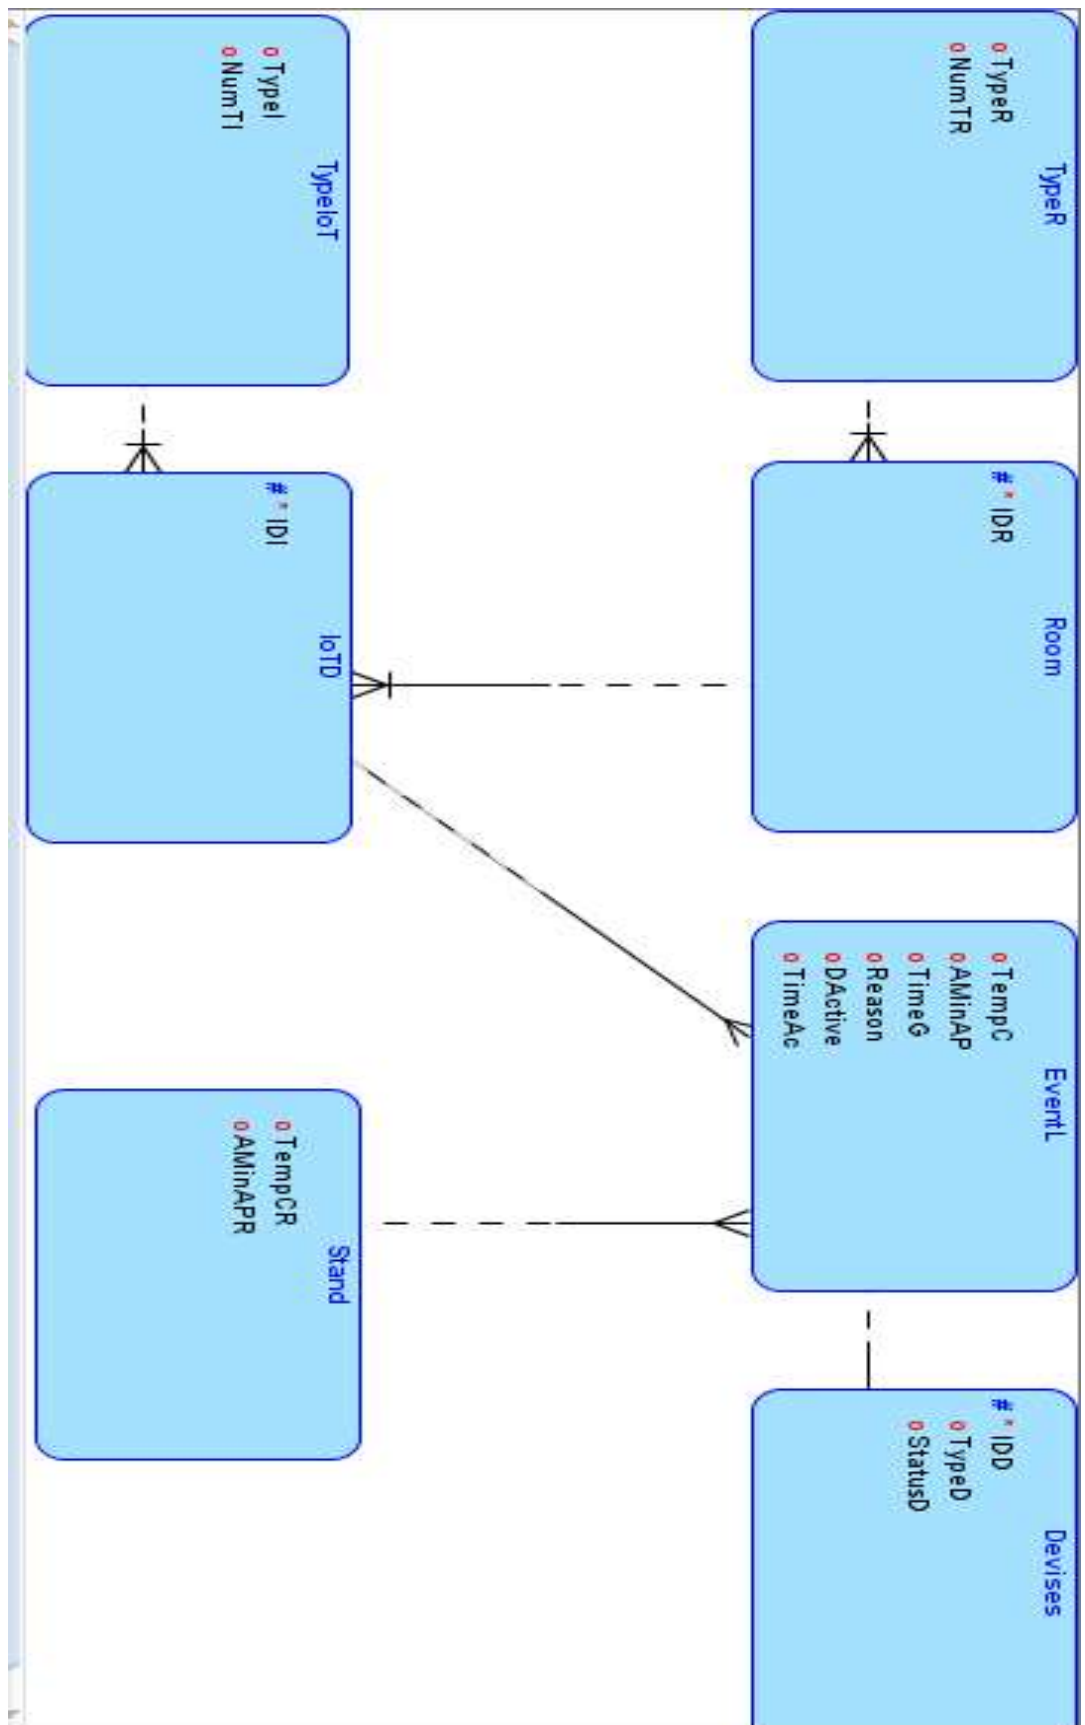 TypeR
o TypeR
o NumTR
Room
# * IDR
EventL
o TempC
o AMinAP
o TimeG
o Reason
o DActive
o TimeAc
Devises
# * IDD
o TypeD
o StatusD
TypeIoT
o TypeI
o NumTI
IoTD
# * IDI
Stand
o TempCR
o AMinAPR